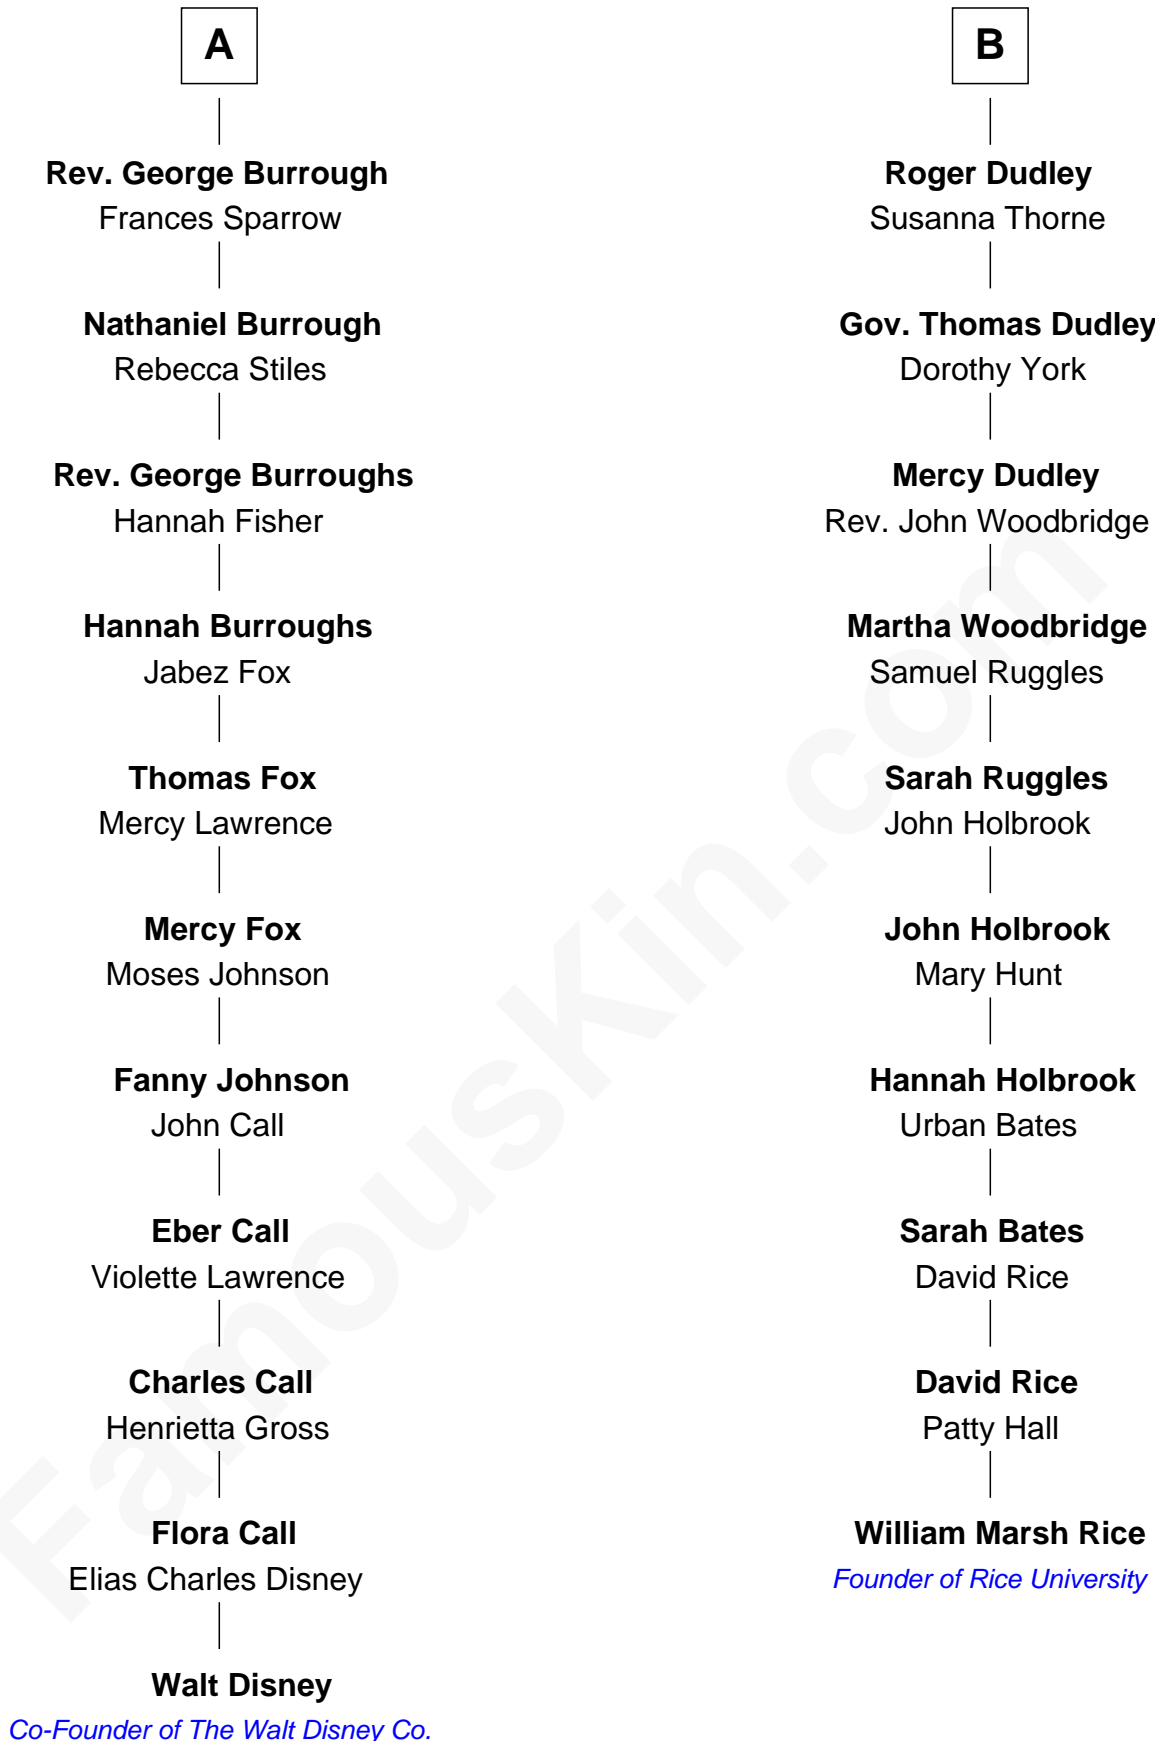 A
Rev. George Burrough
Frances Sparrow
Nathaniel Burrough
Rebecca Stiles
Rev. George Burroughs
Hannah Fisher
Hannah Burroughs
Jabez Fox
Thomas Fox
Mercy Lawrence
Mercy Fox
Moses Johnson
Fanny Johnson
John Call
Eber Call
Violette Lawrence
Charles Call
Henrietta Gross
Flora Call
Elias Charles Disney
Walt Disney
Co-Founder of The Walt Disney Co.
B
Roger Dudley
Susanna Thorne
Gov. Thomas Dudley
Dorothy York
Mercy Dudley
Rev. John Woodbridge
Martha Woodbridge
Samuel Ruggles
Sarah Ruggles
John Holbrook
John Holbrook
Mary Hunt
Hannah Holbrook
Urban Bates
Sarah Bates
David Rice
David Rice
Patty Hall
William Marsh Rice
Founder of Rice University
FamousKin.com